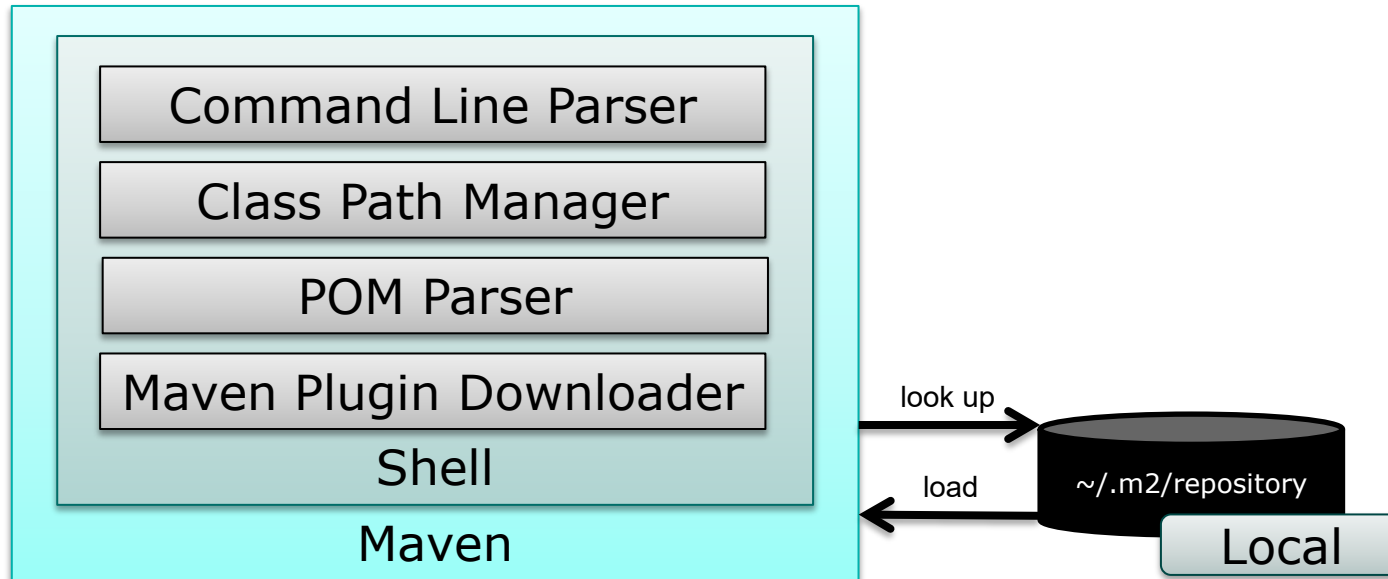 Command Line Parser
Class Path Manager
POM Parser
Maven Plugin Downloader
Shell
Maven
look up
load
~/.m2/repository
Local